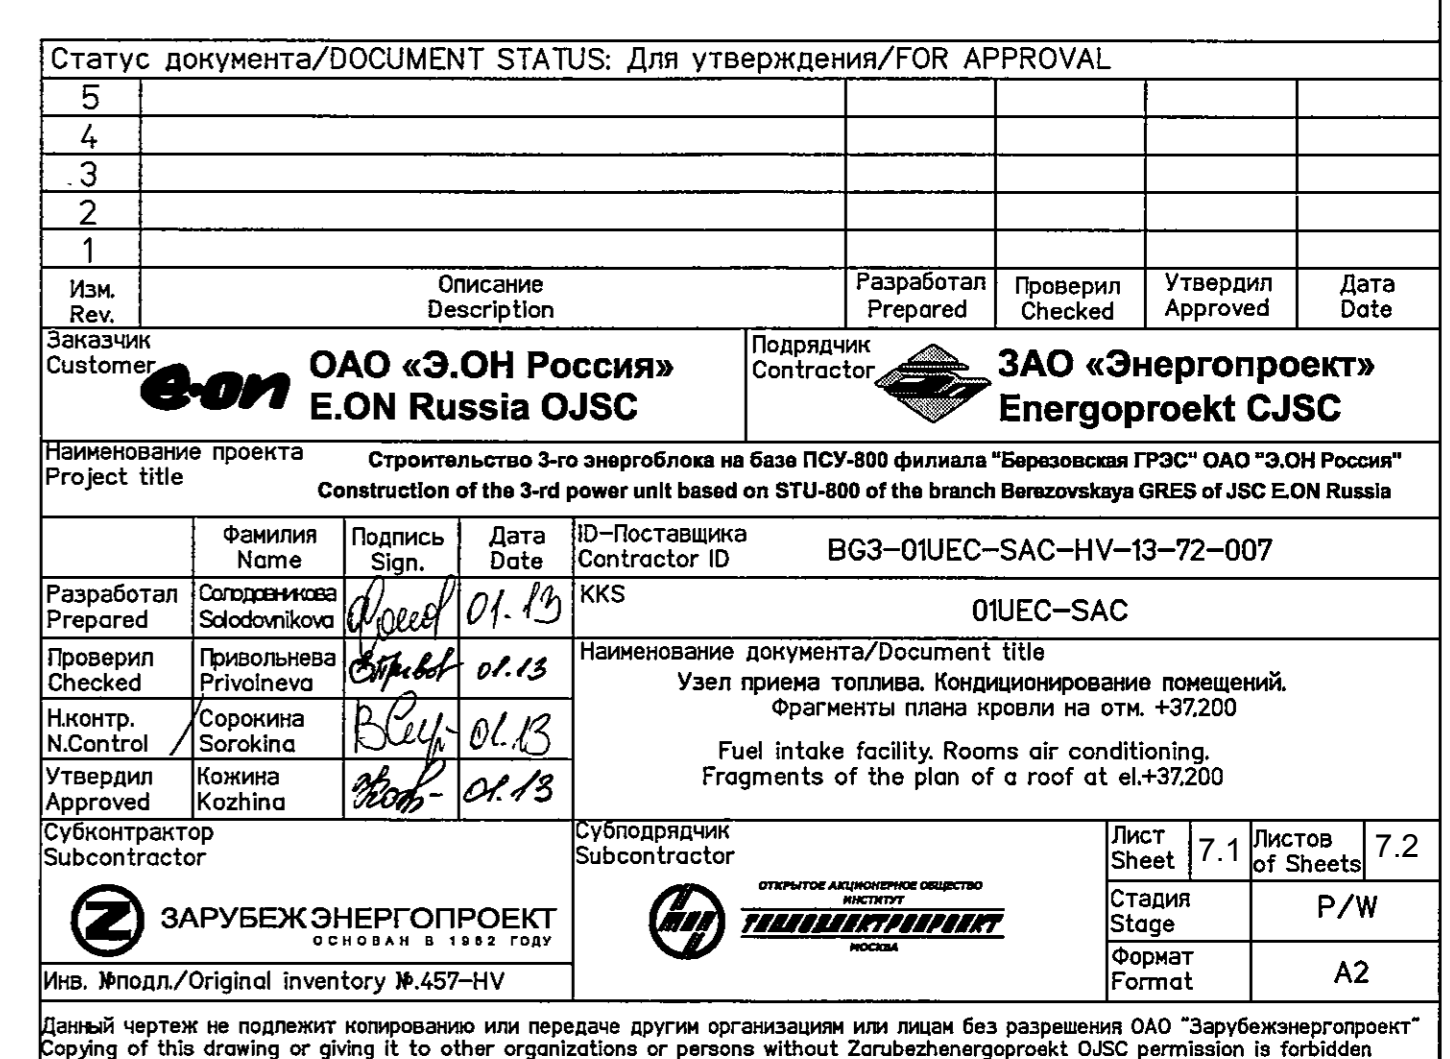 Статус документа/DOCUMENT STATUS: Для утверждения/FOR APPROVAL
5
4
3
2
1
Изм. Описание Разработал Проверил Утвердил Дата
Rev. Description Prepared Checked Approved Date
Заказчик
Customer
e·on
ОАО «Э.ОН Россия»
E.ON Russia OJSC
Подрядчик
Contractor
ЗАО «Энергопроект»
Energoproekt CJSC
Наименование проекта
Project title
Строительство 3-го энергоблока на базе ПСУ-800 филиала "Березовская ГРЭС" ОАО "Э.ОН Россия"
Construction of the 3-rd power unit based on STU-800 of the branch Berezovskaya GRES of JSC E.ON Russia
Фамилия Подпись Дата
Name Sign. Date
ID-Поставщика
Contractor ID
BG3-01UEC-SAC-HV-13-72-007
Разработал Солодовникова
Prepared Solodovnikova
01.13
KKS
01UEC-SAC
Проверил Привольнева
Checked Privolneva
01.13
Н.контр. Сорокина
N.Control Sorokina
01.13
Утвердил Кожина
Approved Kozhina
01.13
Наименование документа/Document title
Узел приема топлива. Кондиционирование помещений.
Фрагменты плана кровли на отм. +37,200
Fuel intake facility. Rooms air conditioning.
Fragments of the plan of a roof at el.+37,200
Субконтрактор
Subcontractor
ЗАРУБЕЖЭНЕРГОПРОЕКТ
ОСНОВАН В 1962 ГОДУ
Инв. №подл./Original inventory №.457-HV
Субподрядчик
Subcontractor
ОТКРЫТОЕ АКЦИОНЕРНОЕ ОБЩЕСТВО
ИНСТИТУТ
ТЕПЛОЭЛЕКТРОПРОЕКТ
МОСКВА
Лист
Sheet
7.1
Листов
of Sheets
7.2
Стадия
Stage
P/W
Формат
Format
A2
Данный чертеж не подлежит копированию или передаче другим организациям или лицам без разрешения ОАО "Зарубежэнергопроект"
Copying of this drawing or giving it to other organizations or persons without Zarubezhenergoproekt OJSC permission is forbidden